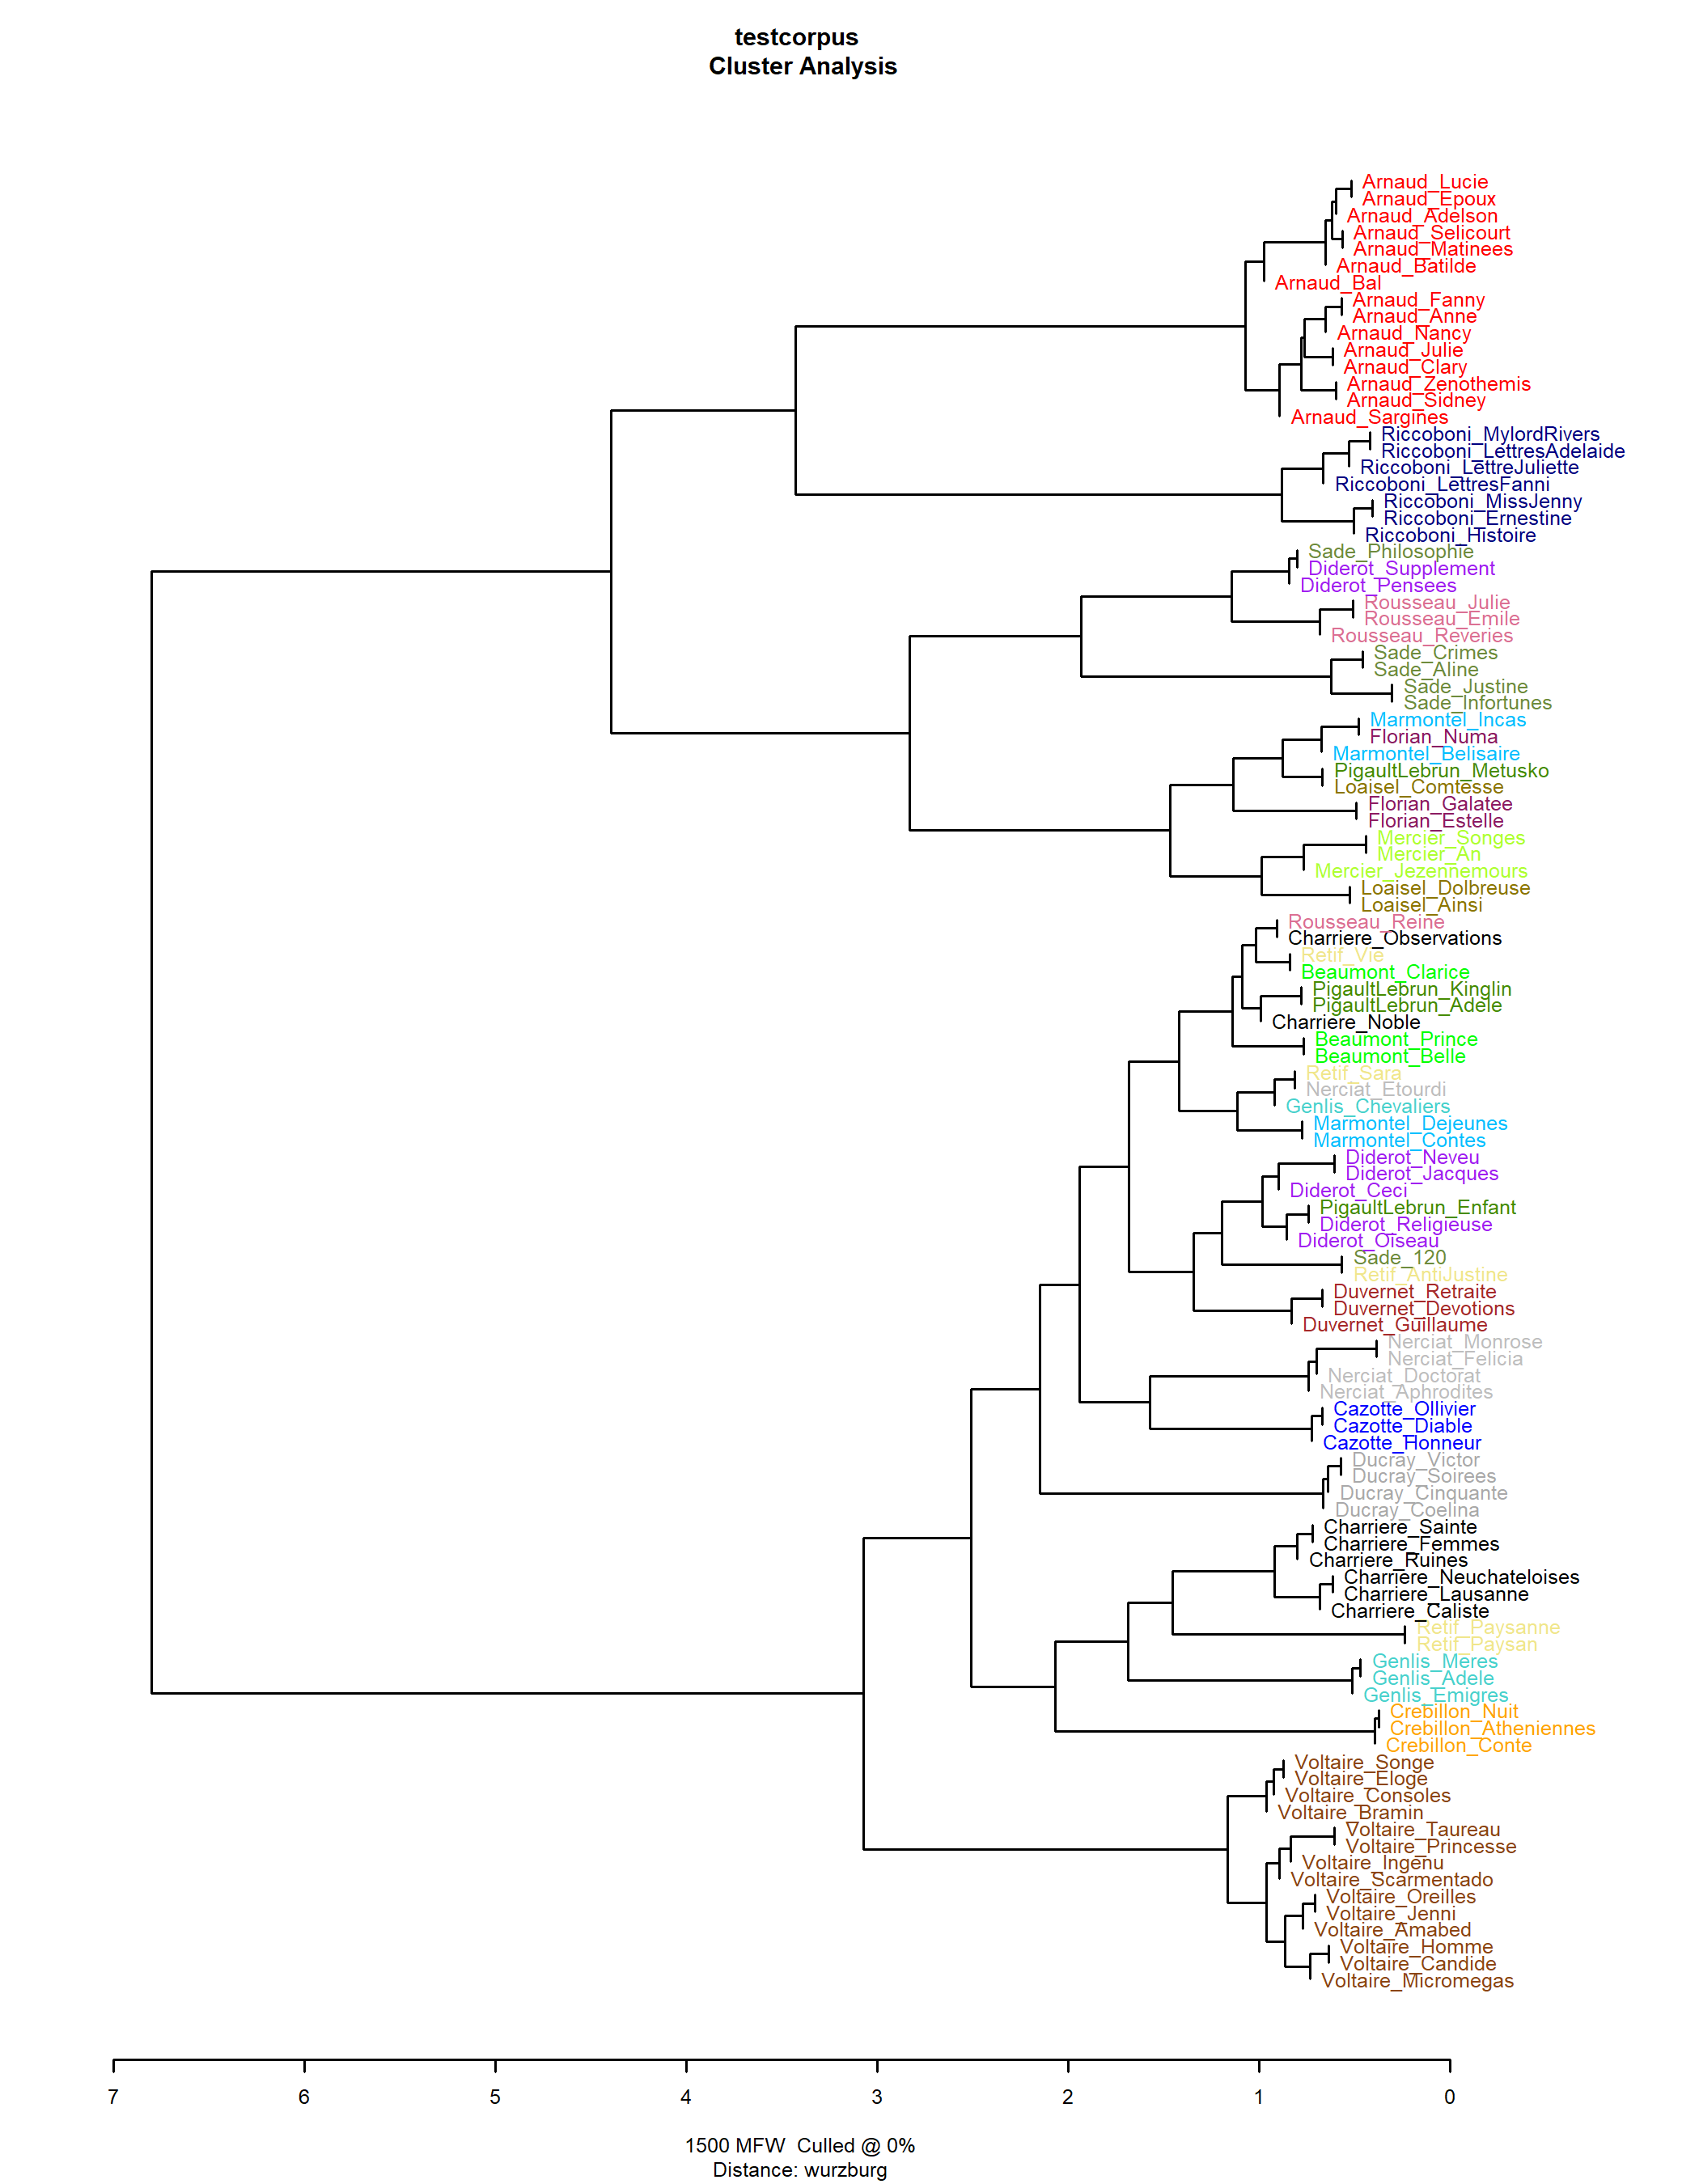 testcorpus
Cluster Analysis
Arnaud_Lucie
Arnaud_Epoux
Arnaud_Adelson
Arnaud_Selicourt
Arnaud_Matinees
Arnaud_Batilde
Arnaud_Bal
Arnaud_Fanny
Arnaud_Anne
Arnaud_Nancy
Arnaud_Julie
Arnaud_Clary
Arnaud_Zenothemis
Arnaud_Sidney
Arnaud_Sargines
Riccoboni_MylordRivers
Riccoboni_LettresAdelaide
Riccoboni_LettreJuliette
Riccoboni_LettresFanni
Riccoboni_MissJenny
Riccoboni_Ernestine
Riccoboni_Histoire
Sade_Philosophie
Diderot_Supplement
Diderot_Pensees
Rousseau_Julie
Rousseau_Emile
Rousseau_Reveries
Sade_Crimes
Sade_Aline
Sade_Justine
Sade_Infortunes
Marmontel_Incas
Florian_Numa
Marmontel_Belisaire
PigaultLebrun_Metusko
Loaisel_Comtesse
Florian_Galatee
Florian_Estelle
Mercier_Songes
Mercier_An
Mercier_Jezennemours
Loaisel_Dolbreuse
Loaisel_Ainsi
Rousseau_Reine
Charriere_Observations
Retif_Vie
Beaumont_Clarice
PigaultLebrun_Kinglin
PigaultLebrun_Adele
Charriere_Noble
Beaumont_Prince
Beaumont_Belle
Retif_Sara
Nerciat_Etourdi
Genlis_Chevaliers
Marmontel_Dejeunes
Marmontel_Contes
Diderot_Neveu
Diderot_Jacques
Diderot_Ceci
PigaultLebrun_Enfant
Diderot_Religieuse
Diderot_Oiseau
Sade_120
Retif_AntiJustine
Duvernet_Retraite
Duvernet_Devotions
Duvernet_Guillaume
Nerciat_Monrose
Nerciat_Felicia
Nerciat_Doctorat
Nerciat_Aphrodites
Cazotte_Ollivier
Cazotte_Diable
Cazotte_Honneur
Ducray_Victor
Ducray_Soirees
Ducray_Cinquante
Ducray_Coelina
Charriere_Sainte
Charriere_Femmes
Charriere_Ruines
Charriere_Neuchateloises
Charriere_Lausanne
Charriere_Caliste
Retif_Paysanne
Retif_Paysan
Genlis_Meres
Genlis_Adele
Genlis_Emigres
Crebillon_Nuit
Crebillon_Atheniennes
Crebillon_Conte
Voltaire_Songe
Voltaire_Eloge
Voltaire_Consoles
Voltaire_Bramin
Voltaire_Taureau
Voltaire_Princesse
Voltaire_Ingenu
Voltaire_Scarmentado
Voltaire_Oreilles
Voltaire_Jenni
Voltaire_Amabed
Voltaire_Homme
Voltaire_Candide
Voltaire_Micromegas
7 6 5 4 3 2 1 0
1500 MFW Culled @ 0%
Distance: wurzburg